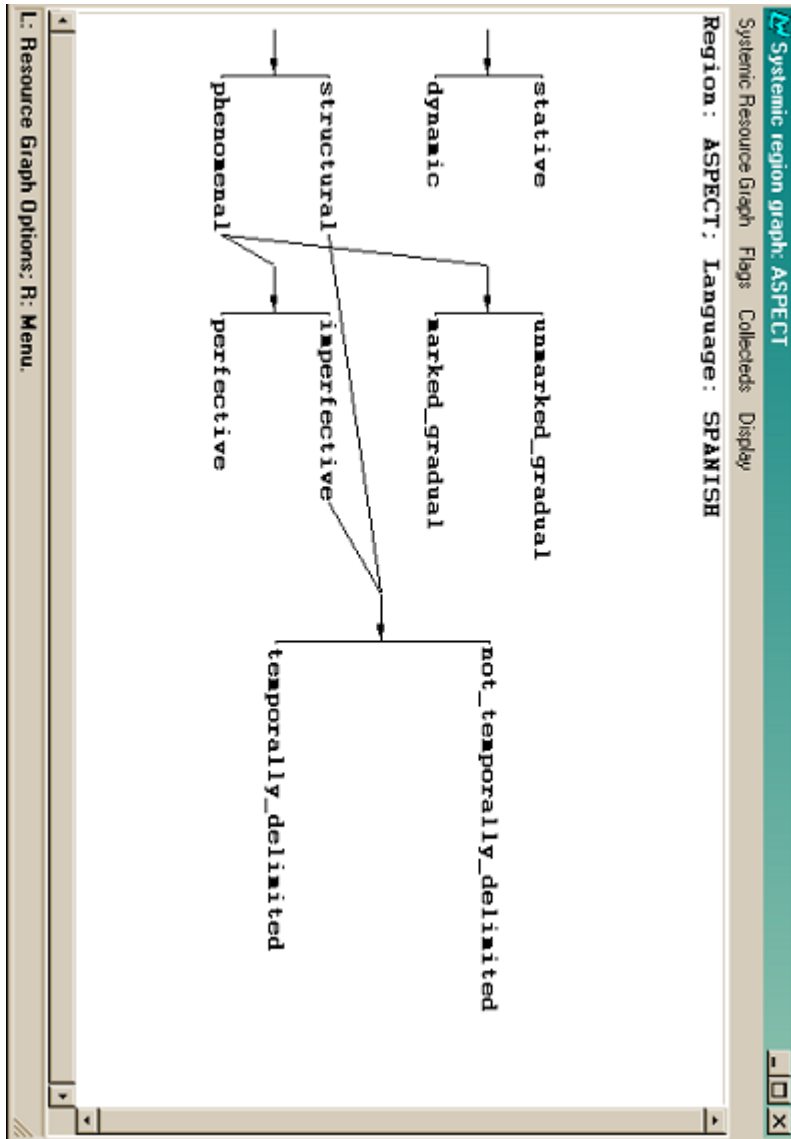 Systemic region graph: ASPECT
Systemic Resource Graph Flags Collecteds Display
Region: ASPECT; Language: SPANISH
stative
dynamic
unmarked_gradual
marked_gradual
not_temporally_delimited
temporally_delimited
structural
phenomenal
imperfective
perfective
L: Resource Graph Options; R: Menu.